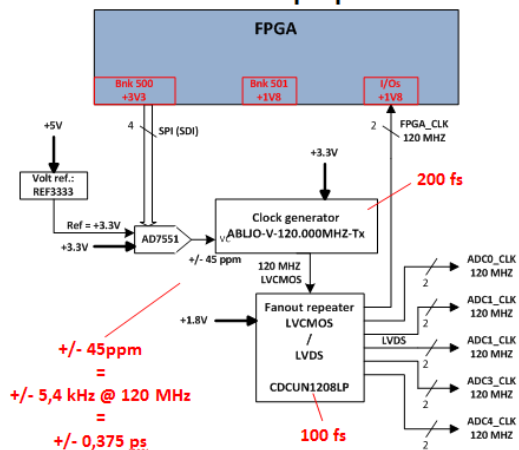 FPGA
Bnk 500
+3V3
Bnk 501
+1V8
I/Os
+1V8
4
SPI (SDI)
2
FPGA_CLK
120 MHZ
+5V
Volt ref.:
REF3333
+3.3V
200 fs
Ref = +3.3V
+3.3V
AD7551
VC
+/- 45 ppm
Clock generator
ABLJO-V-120.000MHZ-Tx
120 MHZ
LVCMOS
+1.8V
Fanout repeater
LVCMOS
/
LVDS
CDCUN1208LP
100 fs
LVDS
2
ADC0_CLK
120 MHZ
2
ADC1_CLK
120 MHZ
2
ADC1_CLK
120 MHZ
2
ADC3_CLK
120 MHZ
2
ADC4_CLK
120 MHZ
+/- 45ppm
=
+/- 5,4 kHz @ 120 MHz
=
+/- 0,375 ps